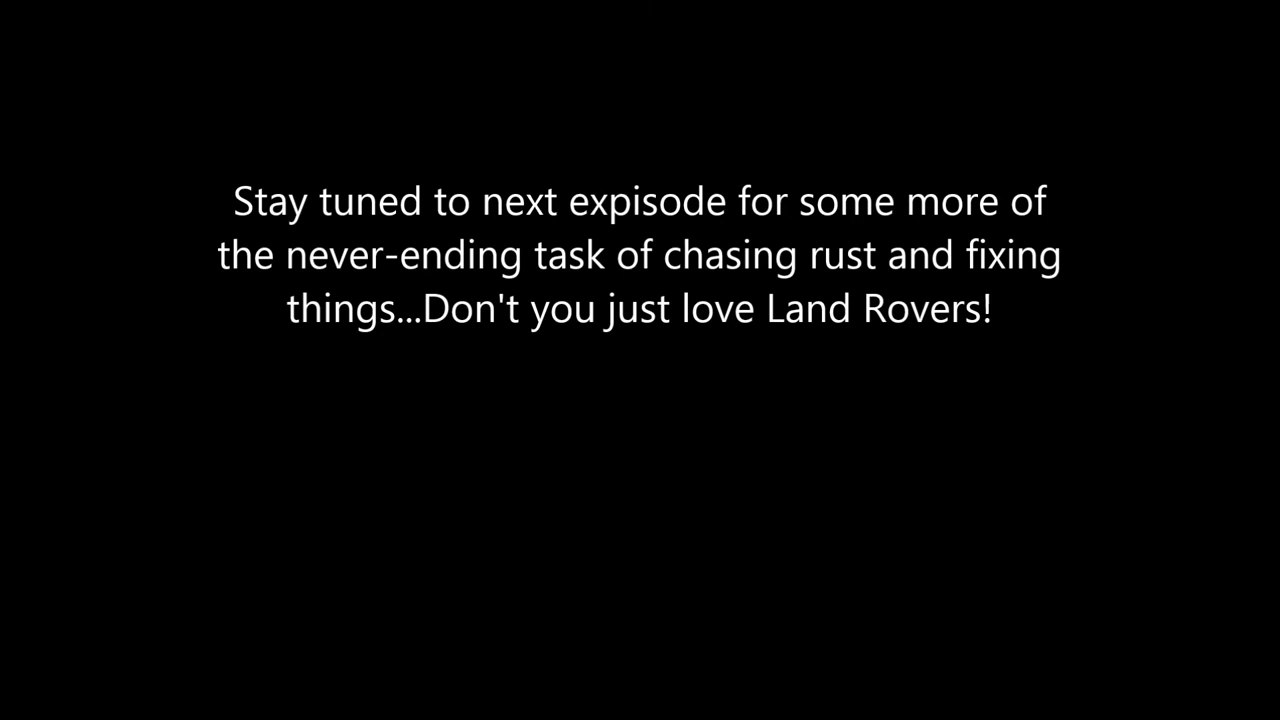 Stay tuned to next expisode for some more of
the never-ending task of chasing rust and fixing
things...Don't you just love Land Rovers!